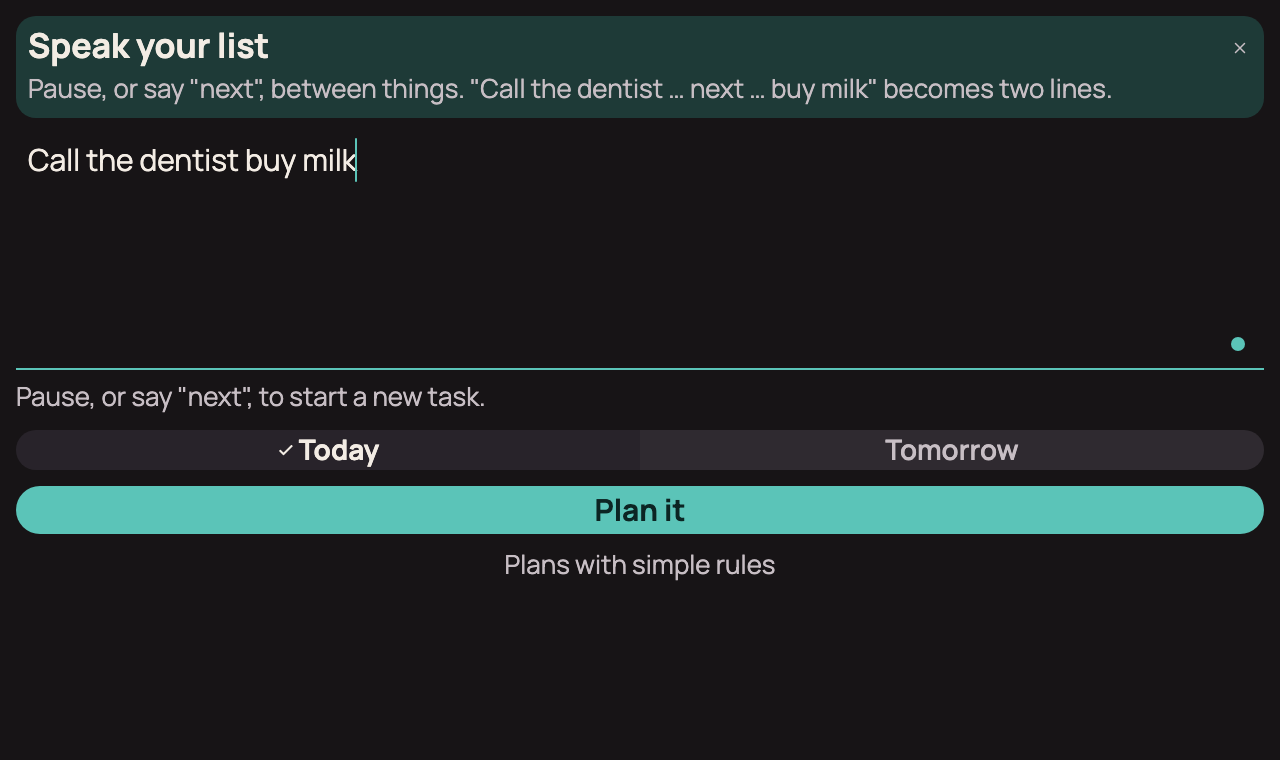 Speak your list
Pause, or say "next", between things. "Call the dentist … next … buy milk" becomes two lines.
Call the dentist buy milk
Pause, or say "next", to start a new task.
Today
Tomorrow
Plan it
Plans with simple rules